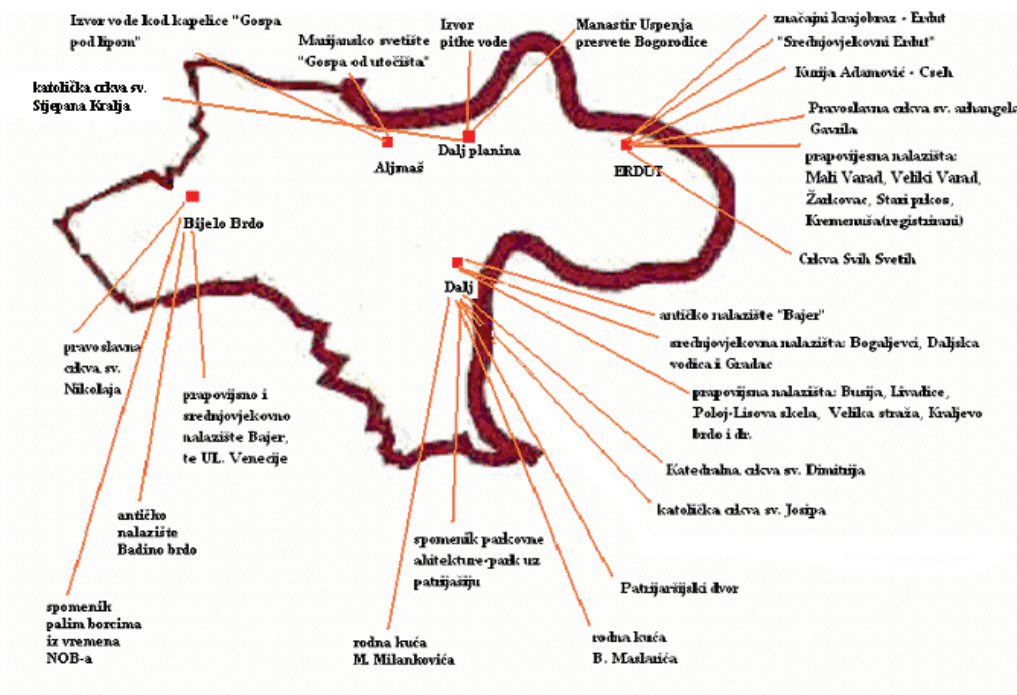 Izvor vode kod kapelice "Gospa
pod lipom"
Marijansko svetište
"Gospa od utočišta"
Izvor
pitke vode
Manastir Uspenja
presvete Bogorodice
značajni krajobraz - Erdut
"Srednjovjekovni Erdut"
Kurija Adamović - Cseh
Pravoslavna crkva sv. arhangela
Gavrila
prapovijesna nalazišta:
Mali Varad, Veliki Varad,
Žarkovac, Stari prkos,
Kremenuša(registrirani)
Crkva Svih Svetih
katolička crkva sv.
Stjepana Kralja
Aljmaš
Dalj planina
ERDUT
Bijelo Brdo
Dalj
antičko nalazište "Bajer"
srednjovjekovna nalazišta: Bogaljevci, Daljska
vodica i Gradac
prapovijsna nalazišta: Busija, Livadice,
Poloj-Lisova skela, Velika straža, Kraljevo
brdo i dr.
Katedralna crkva sv. Dimitrija
katolička crkva sv. Josipa
Patrijaršijski dvor
rodna kuća
B. Maslarića
spomenik parkovne
ahitekture-park uz
patrijašiju
rodna kuća
M. Milankovića
pravoslavna
crkva sv.
Nikolaja
prapovijsno i
srednjovjekovno
nalazište Bajer,
te UL. Venecije
antičko
nalazište
Badino brdo
spomenik
palim borcima
iz vremena
NOB-a